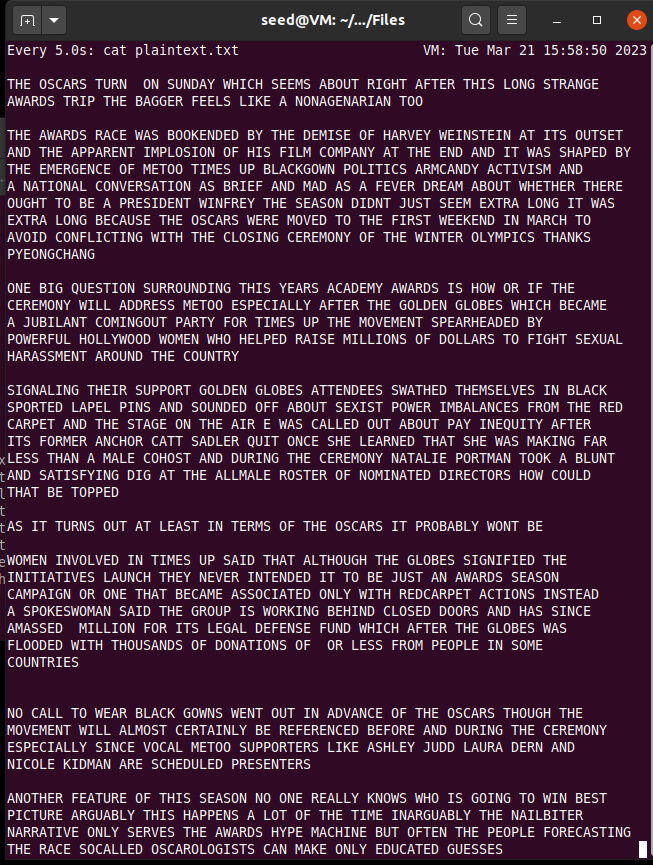 seed@VM: ~/.../Files
Every 5.0s: cat plaintext.txt VM: Tue Mar 21 15:58:50 2023
THE OSCARS TURN  ON SUNDAY WHICH SEEMS ABOUT RIGHT AFTER THIS LONG STRANGE
AWARDS TRIP THE BAGGER FEELS LIKE A NONAGENARIAN TOO
THE AWARDS RACE WAS BOOKENDED BY THE DEMISE OF HARVEY WEINSTEIN AT ITS OUTSET
AND THE APPARENT IMPLOSION OF HIS FILM COMPANY AT THE END AND IT WAS SHAPED BY
THE EMERGENCE OF METOO TIMES UP BLACKGOWN POLITICS ARMCANDY ACTIVISM AND
A NATIONAL CONVERSATION AS BRIEF AND MAD AS A FEVER DREAM ABOUT WHETHER THERE
OUGHT TO BE A PRESIDENT WINFREY THE SEASON DIDNT JUST SEEM EXTRA LONG IT WAS
EXTRA LONG BECAUSE THE OSCARS WERE MOVED TO THE FIRST WEEKEND IN MARCH TO
AVOID CONFLICTING WITH THE CLOSING CEREMONY OF THE WINTER OLYMPICS THANKS
PYEONGCHANG
ONE BIG QUESTION SURROUNDING THIS YEARS ACADEMY AWARDS IS HOW OR IF THE
CEREMONY WILL ADDRESS METOO ESPECIALLY AFTER THE GOLDEN GLOBES WHICH BECAME
A JUBILANT COMINGOUT PARTY FOR TIMES UP THE MOVEMENT SPEARHEADED BY
POWERFUL HOLLYWOOD WOMEN WHO HELPED RAISE MILLIONS OF DOLLARS TO FIGHT SEXUAL
HARASSMENT AROUND THE COUNTRY
SIGNALING THEIR SUPPORT GOLDEN GLOBES ATTENDEES SWATHED THEMSELVES IN BLACK
SPORTED LAPEL PINS AND SOUNDED OFF ABOUT SEXIST POWER IMBALANCES FROM THE RED
CARPET AND THE STAGE ON THE AIR E WAS CALLED OUT ABOUT PAY INEQUITY AFTER
ITS FORMER ANCHOR CATT SADLER QUIT ONCE SHE LEARNED THAT SHE WAS MAKING FAR
LESS THAN A MALE COHOST AND DURING THE CEREMONY NATALIE PORTMAN TOOK A BLUNT
AND SATISFYING DIG AT THE ALLMALE ROSTER OF NOMINATED DIRECTORS HOW COULD
THAT BE TOPPED
AS IT TURNS OUT AT LEAST IN TERMS OF THE OSCARS IT PROBABLY WONT BE
WOMEN INVOLVED IN TIMES UP SAID THAT ALTHOUGH THE GLOBES SIGNIFIED THE
INITIATIVES LAUNCH THEY NEVER INTENDED IT TO BE JUST AN AWARDS SEASON
CAMPAIGN OR ONE THAT BECAME ASSOCIATED ONLY WITH REDCARPET ACTIONS INSTEAD
A SPOKESWOMAN SAID THE GROUP IS WORKING BEHIND CLOSED DOORS AND HAS SINCE
AMASSED  MILLION FOR ITS LEGAL DEFENSE FUND WHICH AFTER THE GLOBES WAS
FLOODED WITH THOUSANDS OF DONATIONS OF  OR LESS FROM PEOPLE IN SOME
COUNTRIES
NO CALL TO WEAR BLACK GOWNS WENT OUT IN ADVANCE OF THE OSCARS THOUGH THE
MOVEMENT WILL ALMOST CERTAINLY BE REFERENCED BEFORE AND DURING THE CEREMONY
ESPECIALLY SINCE VOCAL METOO SUPPORTERS LIKE ASHLEY JUDD LAURA DERN AND
NICOLE KIDMAN ARE SCHEDULED PRESENTERS
ANOTHER FEATURE OF THIS SEASON NO ONE REALLY KNOWS WHO IS GOING TO WIN BEST
PICTURE ARGUABLY THIS HAPPENS A LOT OF THE TIME INARGUABLY THE NAILBITER
NARRATIVE ONLY SERVES THE AWARDS HYPE MACHINE BUT OFTEN THE PEOPLE FORECASTING
THE RACE SOCALLED OSCAROLOGISTS CAN MAKE ONLY EDUCATED GUESSES